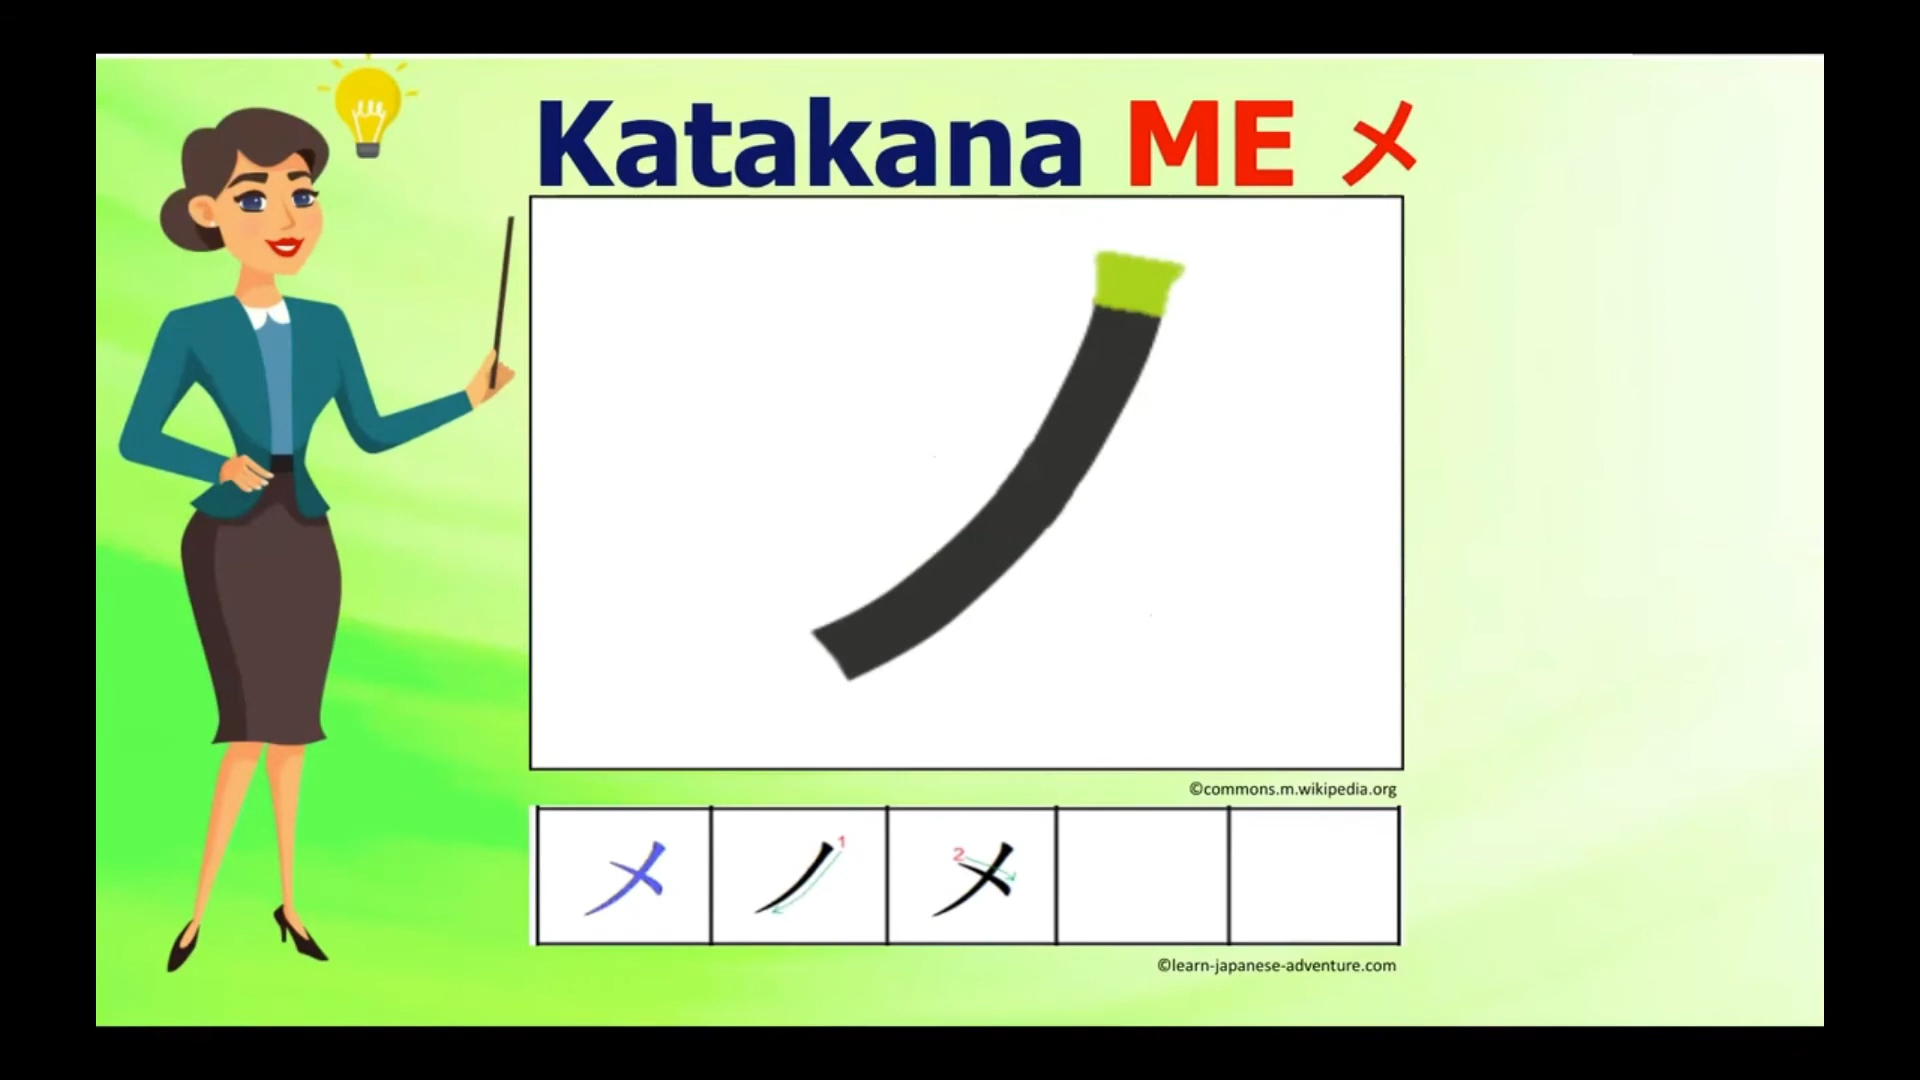 Katakana ME メ
©commons.m.wikipedia.org
メ ノ 1 2 メ
©learn-japanese-adventure.com